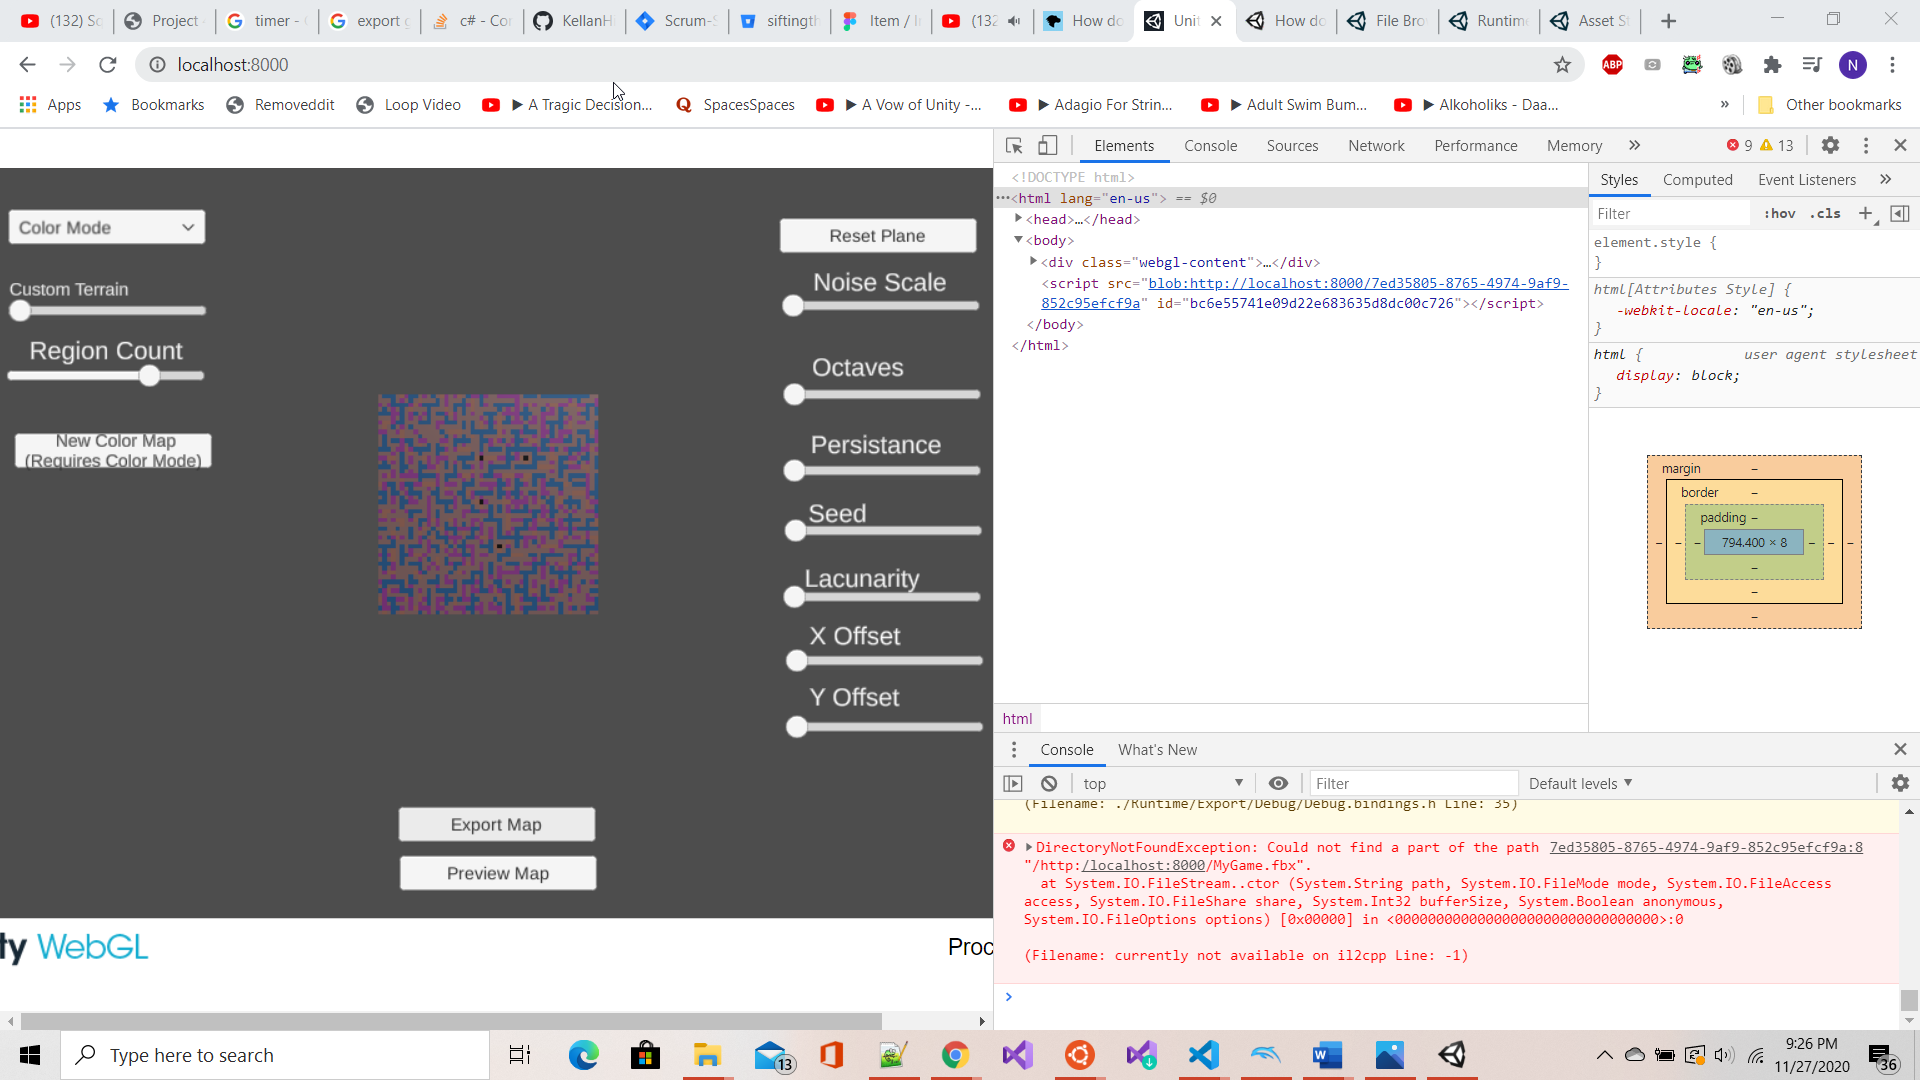 (132) So
Project -
timer - G
export g
c# - Con
KellanHi
Scrum-S
siftingth
Item / In
(132
How do
Unit
How do
File Bro
Runtime
Asset St
localhost:8000
ABP
N
Apps
Bookmarks
Removeddit
Loop Video
▶ A Tragic Decision...
SpacesSpaces
▶ A Vow of Unity -...
▶ Adagio For Strin...
▶ Adult Swim Bum...
▶ Alkoholiks - Daa...
»
Other bookmarks
Color Mode
Custom Terrain
Region Count
New Color Map
(Requires Color Mode)
Reset Plane
Noise Scale
Octaves
Persistance
Seed
Lacunarity
X Offset
Y Offset
Export Map
Preview Map
ty WebGL
Proc
Elements
Console
Sources
Network
Performance
Memory
»
9
13
<!DOCTYPE html>
...<html lang="en-us"> == $0
<head>…</head>
<body>
<div class="webgl-content">…</div>
<script src="blob:http://localhost:8000/7ed35805-8765-4974-9af9-
852c95efcf9a" id="bc6e55741e09d22e683635d8dc00c726"></script>
</body>
</html>
html
Styles
Computed
Event Listeners
»
Filter
:hov
.cls
+
element.style {
}
html[Attributes Style] {
-webkit-locale: "en-us";
}
html {
user agent stylesheet
display: block;
}
margin
–
border
–
padding –
– – – 794.400 × 8 – – –
–
–
–
Console
What's New
top
Filter
Default levels
(Filename: ./Runtime/Export/Debug/Debug.bindings.h Line: 35)
DirectoryNotFoundException: Could not find a part of the path 7ed35805-8765-4974-9af9-852c95efcf9a:8
"/http:/localhost:8000/MyGame.fbx".
at System.IO.FileStream..ctor (System.String path, System.IO.FileMode mode, System.IO.FileAccess
access, System.IO.FileShare share, System.Int32 bufferSize, System.Boolean anonymous,
System.IO.FileOptions options) [0x00000] in <00000000000000000000000000000000>:0
(Filename: currently not available on il2cpp Line: -1)
>
Type here to search
13
9:26 PM
11/27/2020
36